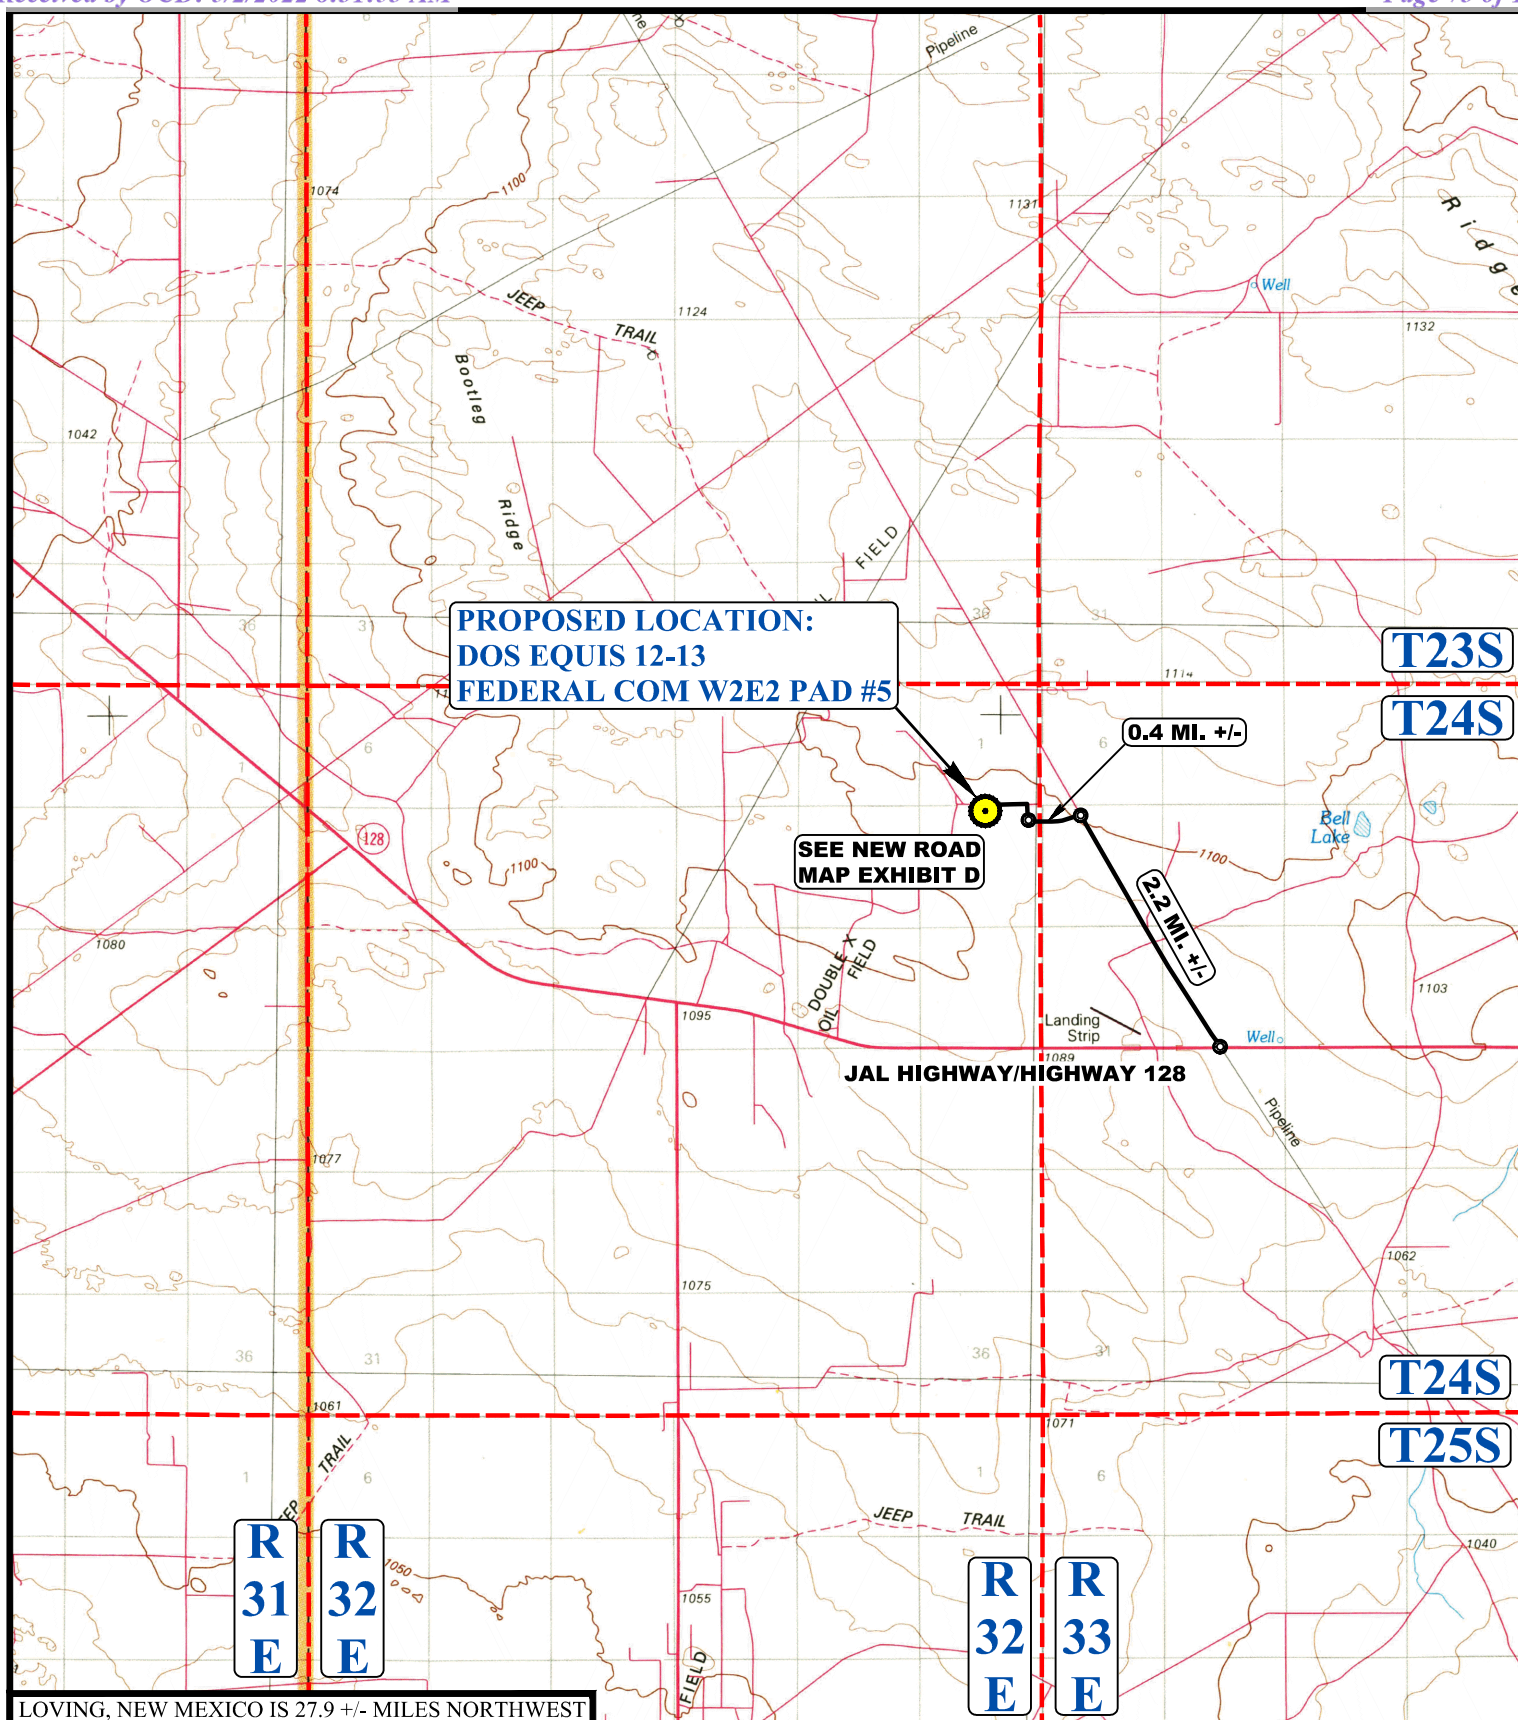 Pipeline
1074
1100
1131
Ridge
Well
JEEP TRAIL
1124
1132
Bootleg Ridge
1042
FIELD
36
31
36
31
PROPOSED LOCATION:
DOS EQUIS 12-13
FEDERAL COM W2E2 PAD #5
T23S
1114
T24S
0.4 MI. +/-
6
1
1
6
128
Bell
Lake
SEE NEW ROAD
MAP EXHIBIT D
1100
1100
2.2 MI. +/-
1080
DOUBLE X
OIL FIELD
1103
1095
Landing
Strip
Well
1089
JAL HIGHWAY/HIGHWAY 128
Pipeline
1077
1062
1075
36
31
36
31
T24S
1061
1071
T25S
TRAIL
1
6
1
6
JEEP TRAIL
1040
1050
1055
R
31
E
R
32
E
R
32
E
R
33
E
FIELD
LOVING, NEW MEXICO IS 27.9 +/- MILES NORTHWEST